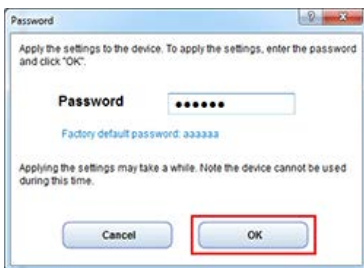 Password
Apply the settings to the device. To apply the settings, enter the password
and click "OK".
Password ●●●●●●
Factory default password: aaaaaa
Applying the settings may take a while. Note the device cannot be used
during this time.
Cancel OK